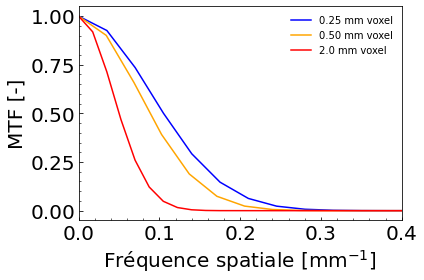 1.00
0.75
0.50
0.25
0.00
MTF [-]
0.25 mm voxel
0.50 mm voxel
2.0 mm voxel
0.0 0.1 0.2 0.3 0.4
Fréquence spatiale [mm⁻¹]